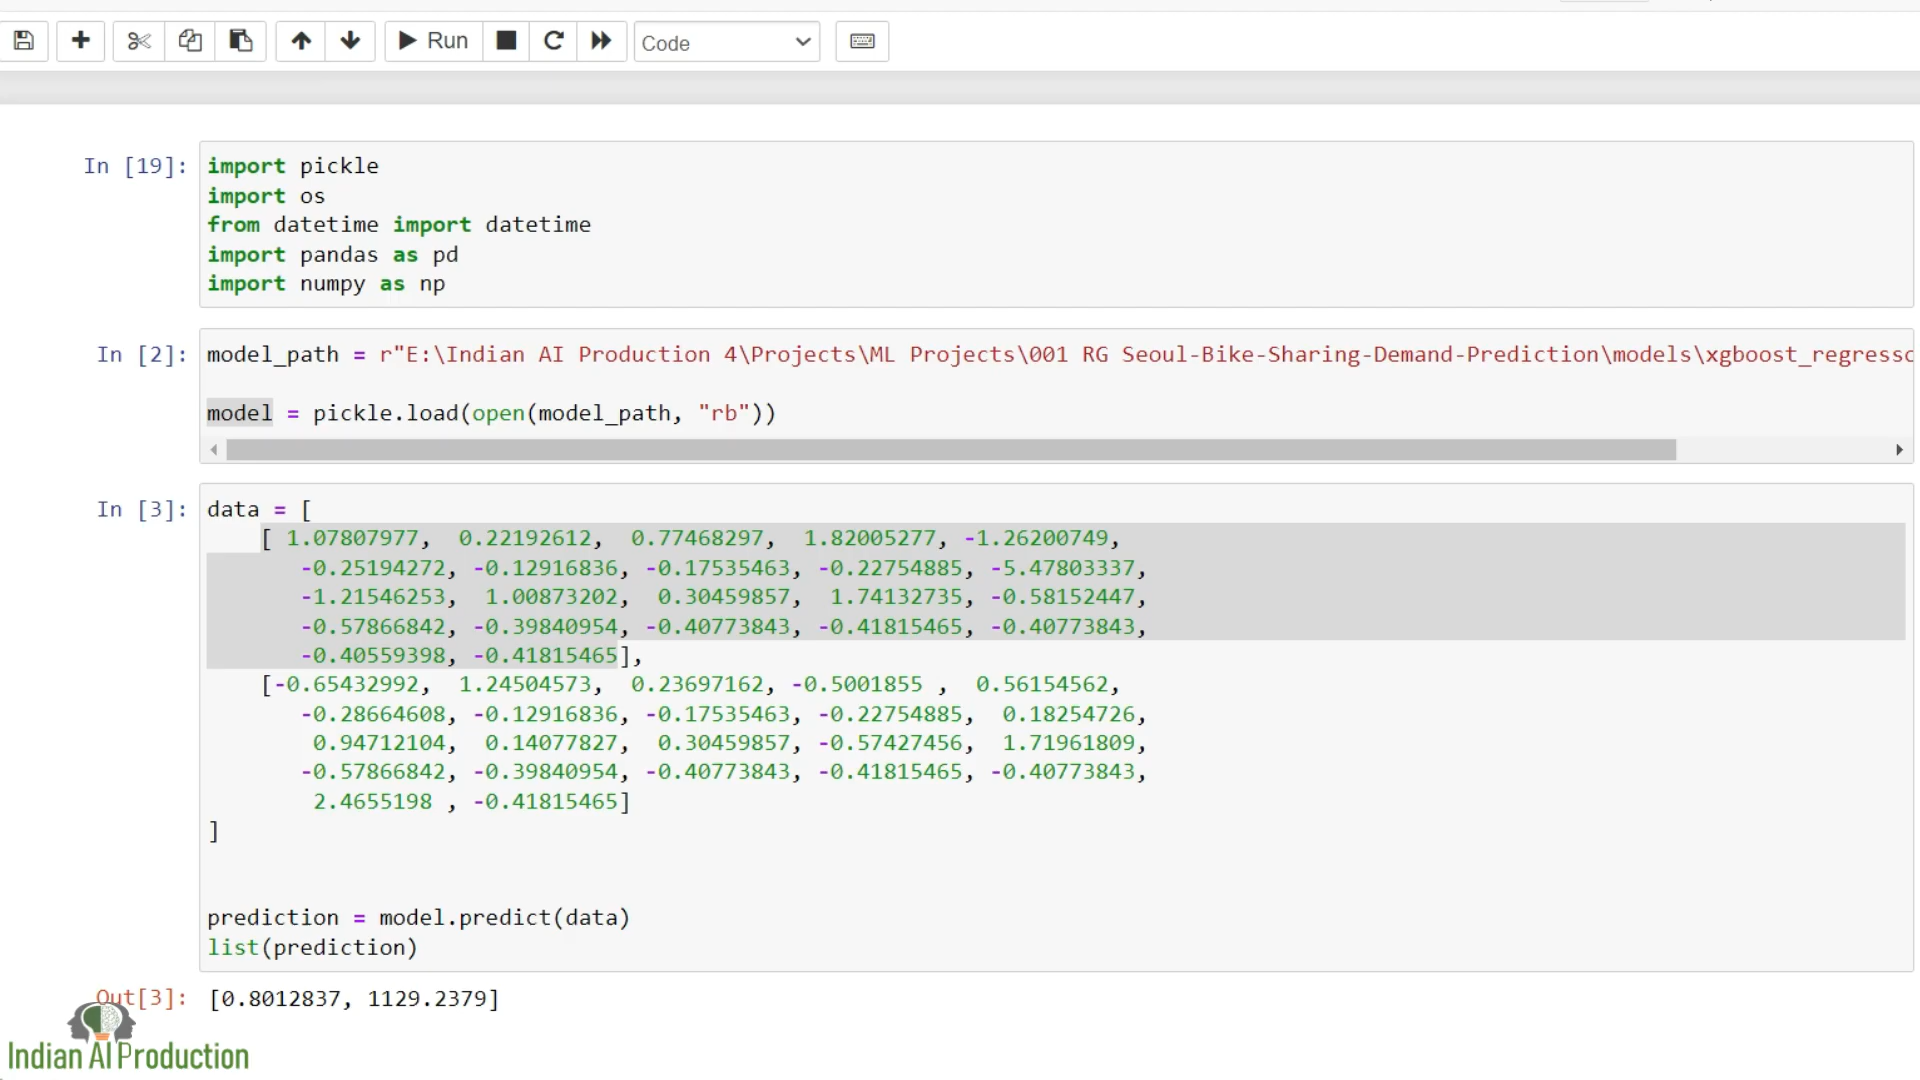 Run
Code
In [19]:
import pickle
import os
from datetime import datetime
import pandas as pd
import numpy as np
In [2]:
model_path = r"E:\Indian AI Production 4\Projects\ML Projects\001 RG Seoul-Bike-Sharing-Demand-Prediction\models\xgboost_regresso
model = pickle.load(open(model_path, "rb"))
In [3]:
data = [
[ 1.07807977,  0.22192612,  0.77468297,  1.82005277, -1.26200749,
-0.25194272, -0.12916836, -0.17535463, -0.22754885, -5.47803337,
-1.21546253,  1.00873202,  0.30459857,  1.74132735, -0.58152447,
-0.57866842, -0.39840954, -0.40773843, -0.41815465, -0.40773843,
-0.40559398, -0.41815465],
[-0.65432992,  1.24504573,  0.23697162, -0.5001855 ,  0.56154562,
-0.28664608, -0.12916836, -0.17535463, -0.22754885,  0.18254726,
0.94712104,  0.14077827,  0.30459857, -0.57427456,  1.71961809,
-0.57866842, -0.39840954, -0.40773843, -0.41815465, -0.40773843,
2.4655198 , -0.41815465]
]
prediction = model.predict(data)
list(prediction)
Out[3]:
[0.8012837, 1129.2379]
Indian AI Production